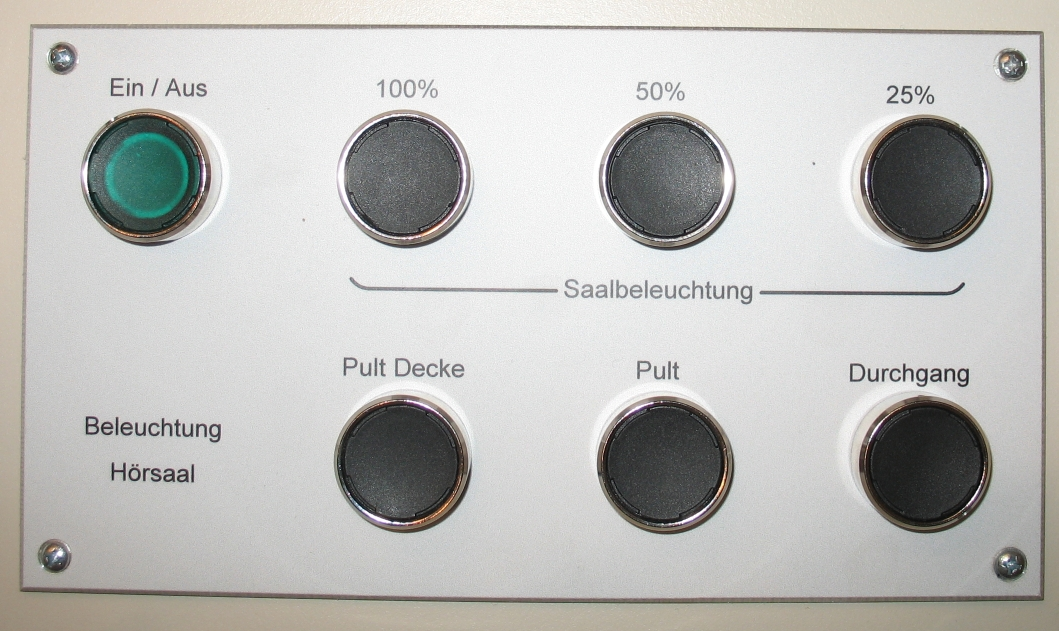 Ein / Aus
100%
50%
25%
Saalbeleuchtung
Pult Decke
Pult
Durchgang
Beleuchtung
Hörsaal